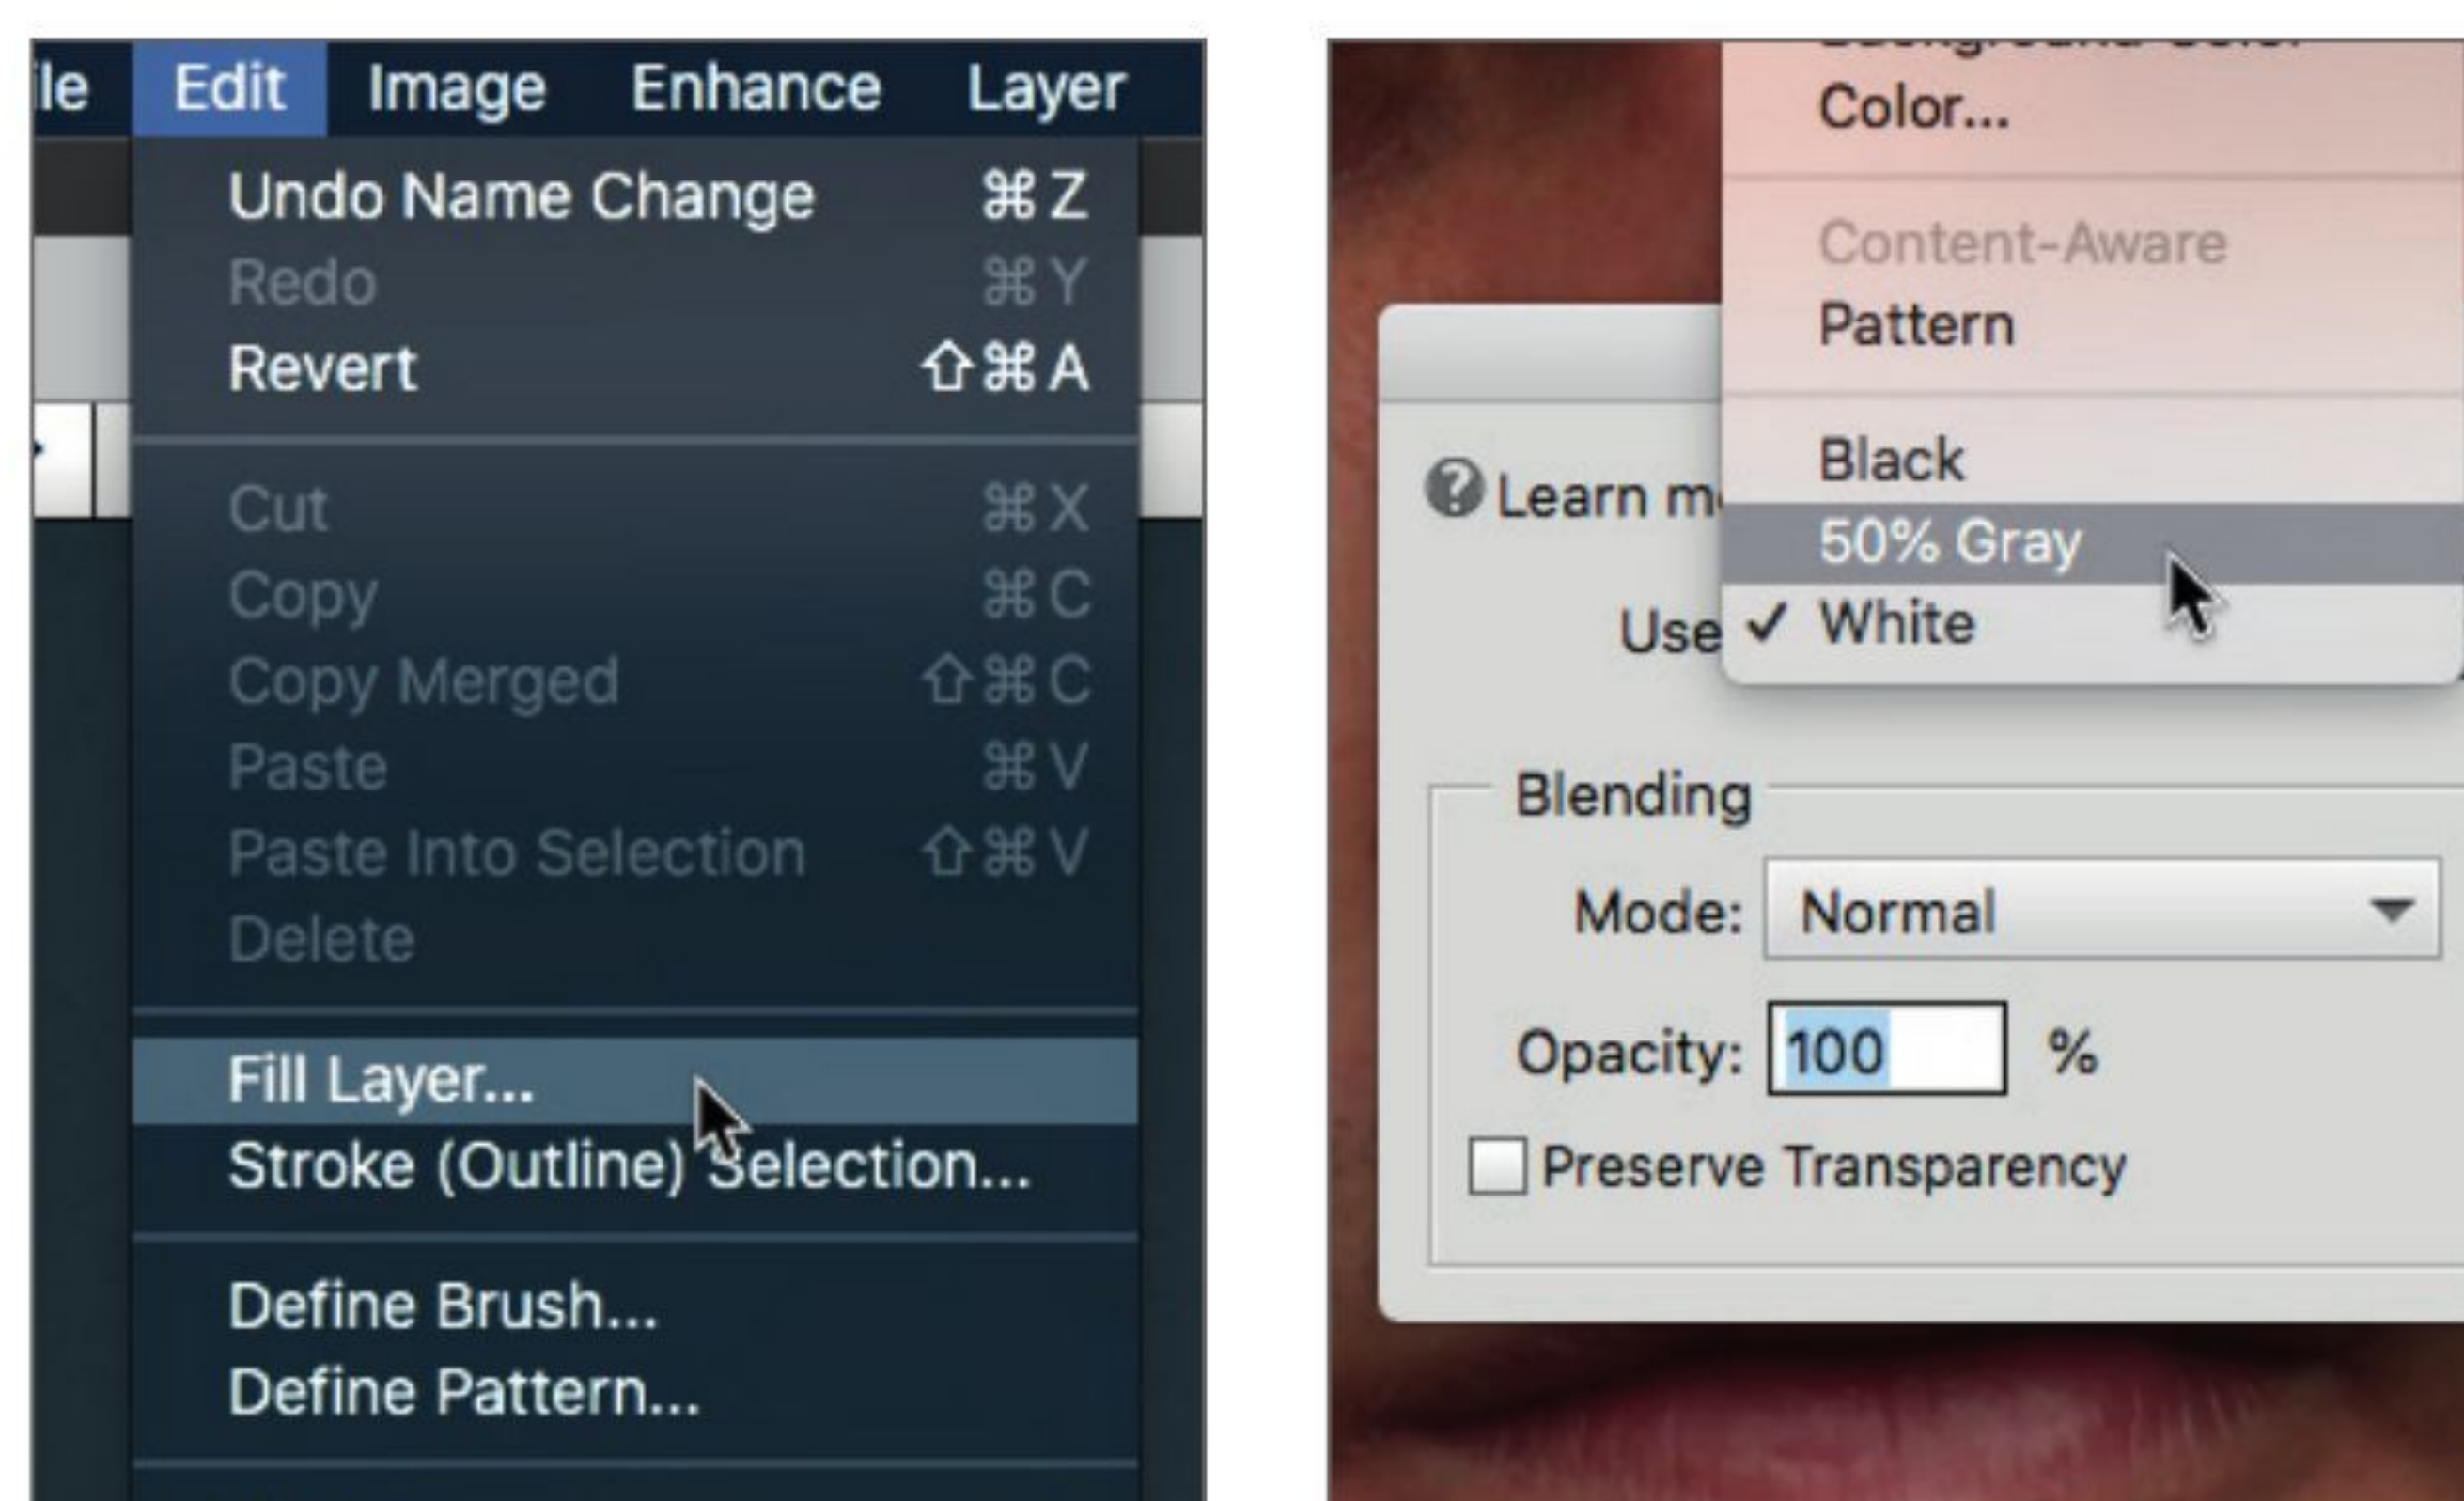 ile Edit Image Enhance Layer
Undo Name Change ⌘Z
Redo ⌘Y
Revert ⇧⌘A
Cut ⌘X
Copy ⌘C
Copy Merged ⇧⌘C
Paste ⌘V
Paste Into Selection ⇧⌘V
Delete
Fill Layer...
Stroke (Outline) Selection...
Define Brush...
Define Pattern...
Background Color
Color...
Content-Aware
Pattern
Black
Learn m
50% Gray
Use ✓ White
Blending
Mode: Normal
Opacity: 100 %
Preserve Transparency